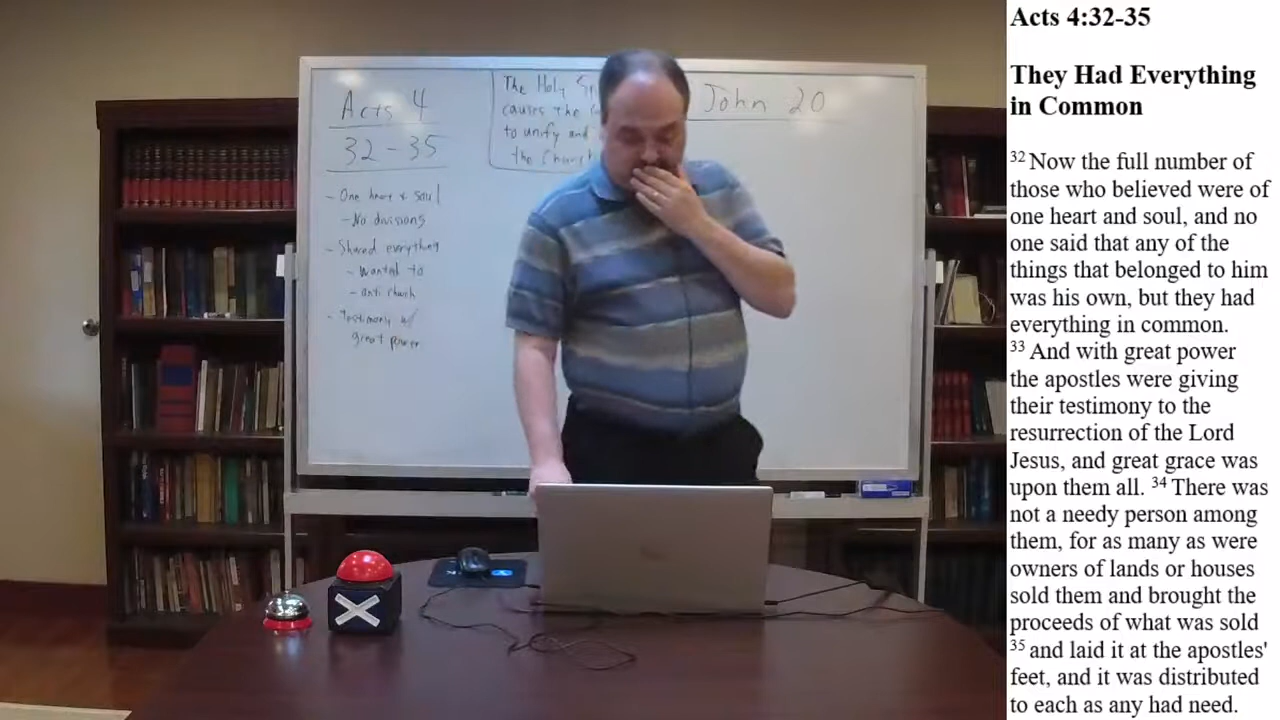 Acts 4
32-35
- One heart & soul
- No divisions
- Shared everything
- Wanted to
- anti church
- Testimony w/
great power
The Holy
causes the
to unify and
the Church
John 20
Acts 4:32-35
They Had Everything
in Common
32 Now the full number of
those who believed were of
one heart and soul, and no
one said that any of the
things that belonged to him
was his own, but they had
everything in common.
33 And with great power
the apostles were giving
their testimony to the
resurrection of the Lord
Jesus, and great grace was
upon them all. 34 There was
not a needy person among
them, for as many as were
owners of lands or houses
sold them and brought the
proceeds of what was sold
35 and laid it at the apostles'
feet, and it was distributed
to each as any had need.